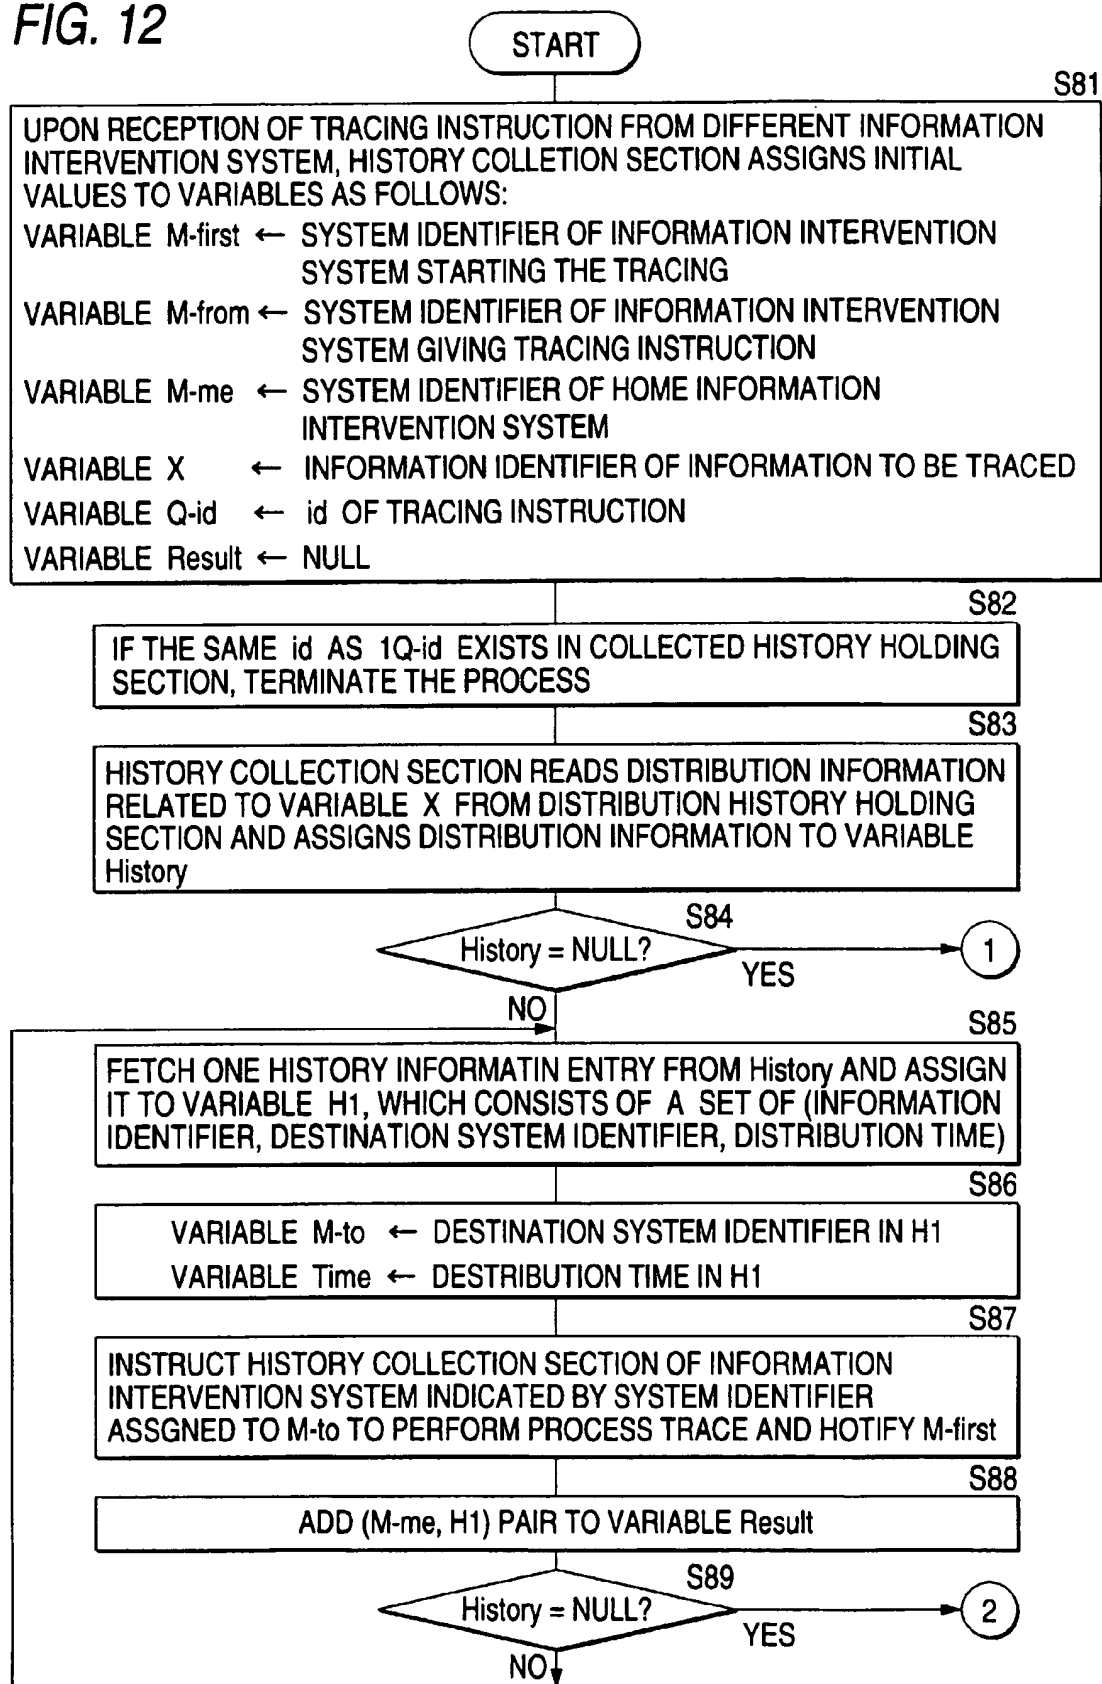 FIG. 12
START
S81
UPON RECEPTION OF TRACING INSTRUCTION FROM DIFFERENT INFORMATION
INTERVENTION SYSTEM, HISTORY COLLETION SECTION ASSIGNS INITIAL
VALUES TO VARIABLES AS FOLLOWS:
VARIABLE M-first ← SYSTEM IDENTIFIER OF INFORMATION INTERVENTION
SYSTEM STARTING THE TRACING
VARIABLE M-from ← SYSTEM IDENTIFIER OF INFORMATION INTERVENTION
SYSTEM GIVING TRACING INSTRUCTION
VARIABLE M-me ← SYSTEM IDENTIFIER OF HOME INFORMATION
INTERVENTION SYSTEM
VARIABLE X ← INFORMATION IDENTIFIER OF INFORMATION TO BE TRACED
VARIABLE Q-id ← id OF TRACING INSTRUCTION
VARIABLE Result ← NULL
S82
IF THE SAME id AS 1Q-id EXISTS IN COLLECTED HISTORY HOLDING
SECTION, TERMINATE THE PROCESS
S83
HISTORY COLLECTION SECTION READS DISTRIBUTION INFORMATION
RELATED TO VARIABLE X FROM DISTRIBUTION HISTORY HOLDING
SECTION AND ASSIGNS DISTRIBUTION INFORMATION TO VARIABLE
History
S84
History = NULL?
YES
1
NO
S85
FETCH ONE HISTORY INFORMATIN ENTRY FROM History AND ASSIGN
IT TO VARIABLE H1, WHICH CONSISTS OF A SET OF (INFORMATION
IDENTIFIER, DESTINATION SYSTEM IDENTIFIER, DISTRIBUTION TIME)
S86
VARIABLE M-to ← DESTINATION SYSTEM IDENTIFIER IN H1
VARIABLE Time ← DESTRIBUTION TIME IN H1
S87
INSTRUCT HISTORY COLLECTION SECTION OF INFORMATION
INTERVENTION SYSTEM INDICATED BY SYSTEM IDENTIFIER
ASSGNED TO M-to TO PERFORM PROCESS TRACE AND HOTIFY M-first
S88
ADD (M-me, H1) PAIR TO VARIABLE Result
S89
History = NULL?
YES
2
NO